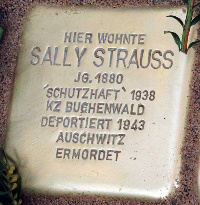 HIER WOHNTE
SALLY STRAUSS
JG. 1880
'SCHUTZHAFT' 1938
KZ BUCHENWALD
DEPORTIERT 1943
AUSCHWITZ
ERMORDET